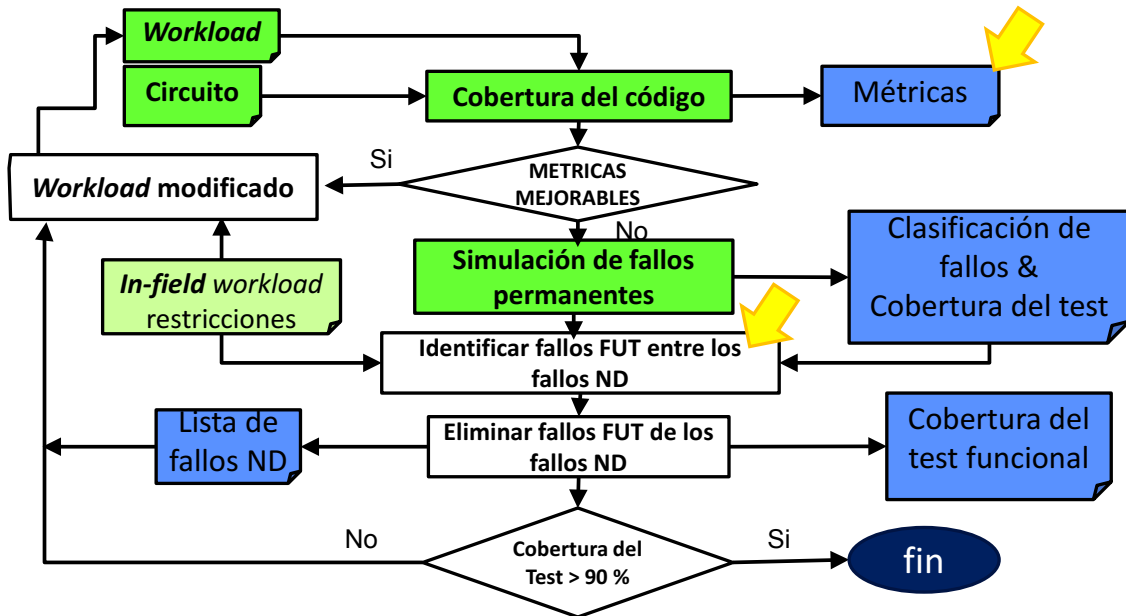 Workload
Circuito
Cobertura del código
Métricas
Si
METRICAS
MEJORABLES
Workload modificado
No
In-field workload
restricciones
Simulación de fallos
permanentes
Clasificación de
fallos &
Cobertura del test
Identificar fallos FUT entre los
fallos ND
Lista de
fallos ND
Eliminar fallos FUT de los
fallos ND
Cobertura del
test funcional
No
Cobertura del
Test > 90 %
Si
fin